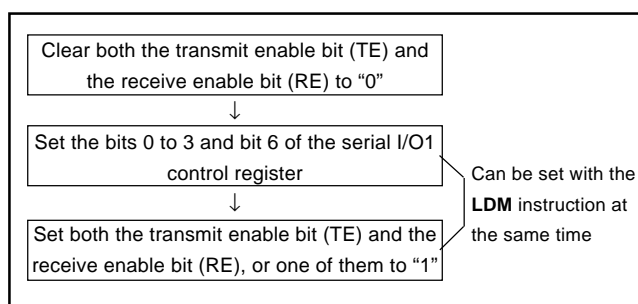 Clear both the transmit enable bit (TE) and
the receive enable bit (RE) to “0”
↓
Set the bits 0 to 3 and bit 6 of the serial I/O1
control register
↓
Set both the transmit enable bit (TE) and the
receive enable bit (RE), or one of them to “1”
Can be set with the
LDM instruction at
the same time